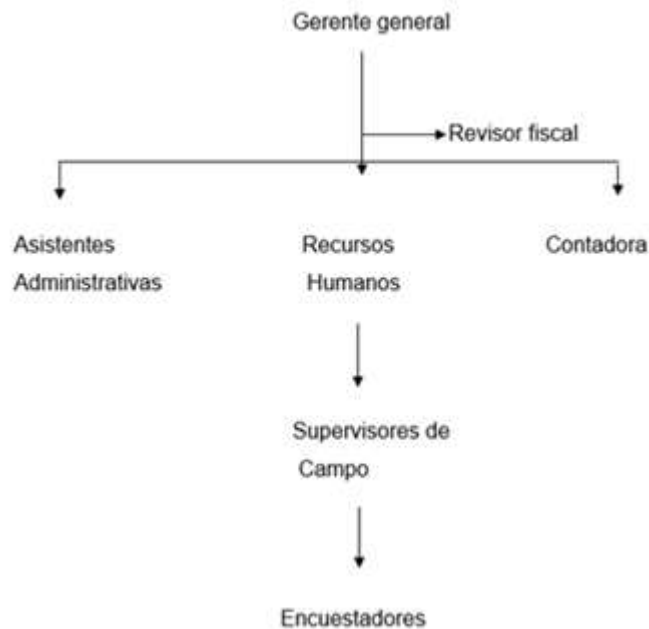 Gerente general
Revisor fiscal
Asistentes
Administrativas
Recursos
Humanos
Contadora
Supervisores de
Campo
Encuestadores